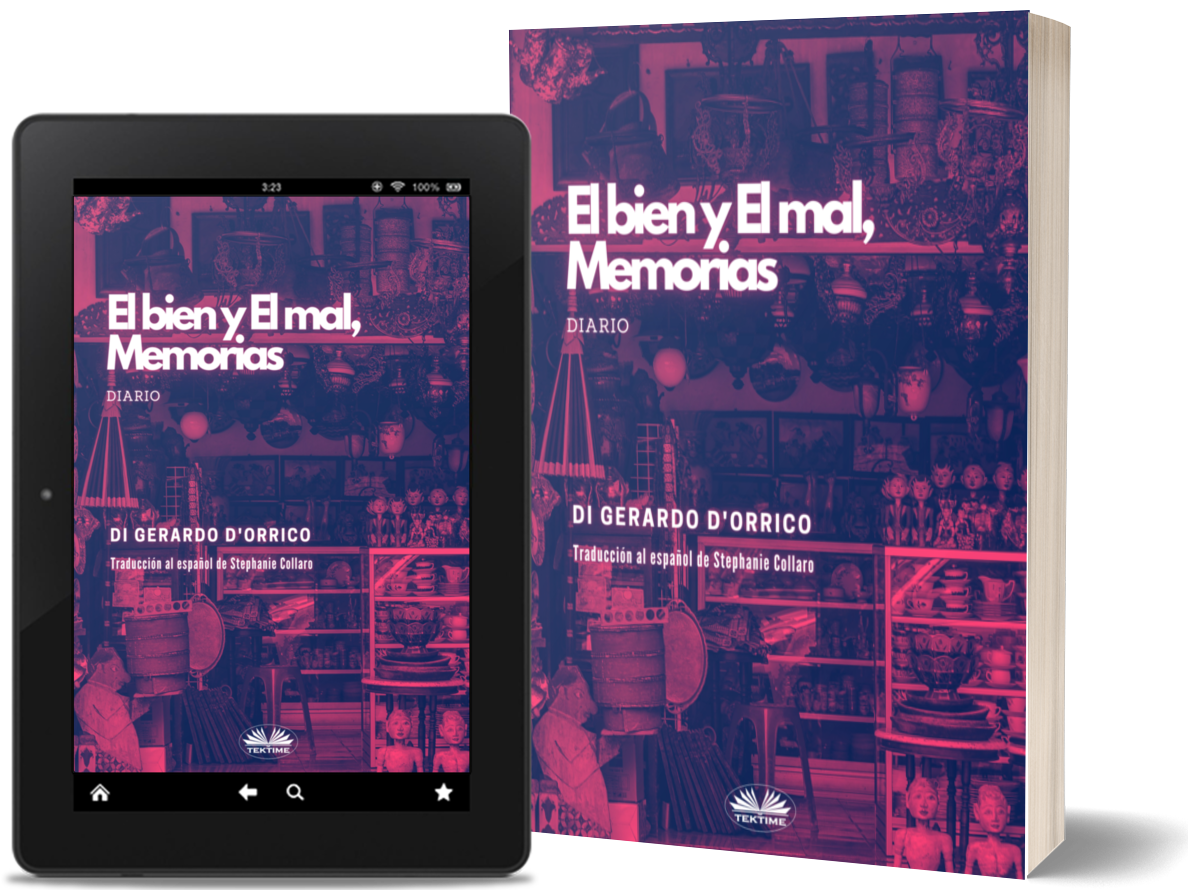 3:23
100%
El bien y El mal,
Memorias
DIARIO
DI GERARDO D'ORRICO
Traducción al español de Stephanie Collaro
TEKTIME
El bien y El mal,
Memorias
DIARIO
DI GERARDO D'ORRICO
Traducción al español de Stephanie Collaro
TEKTIME